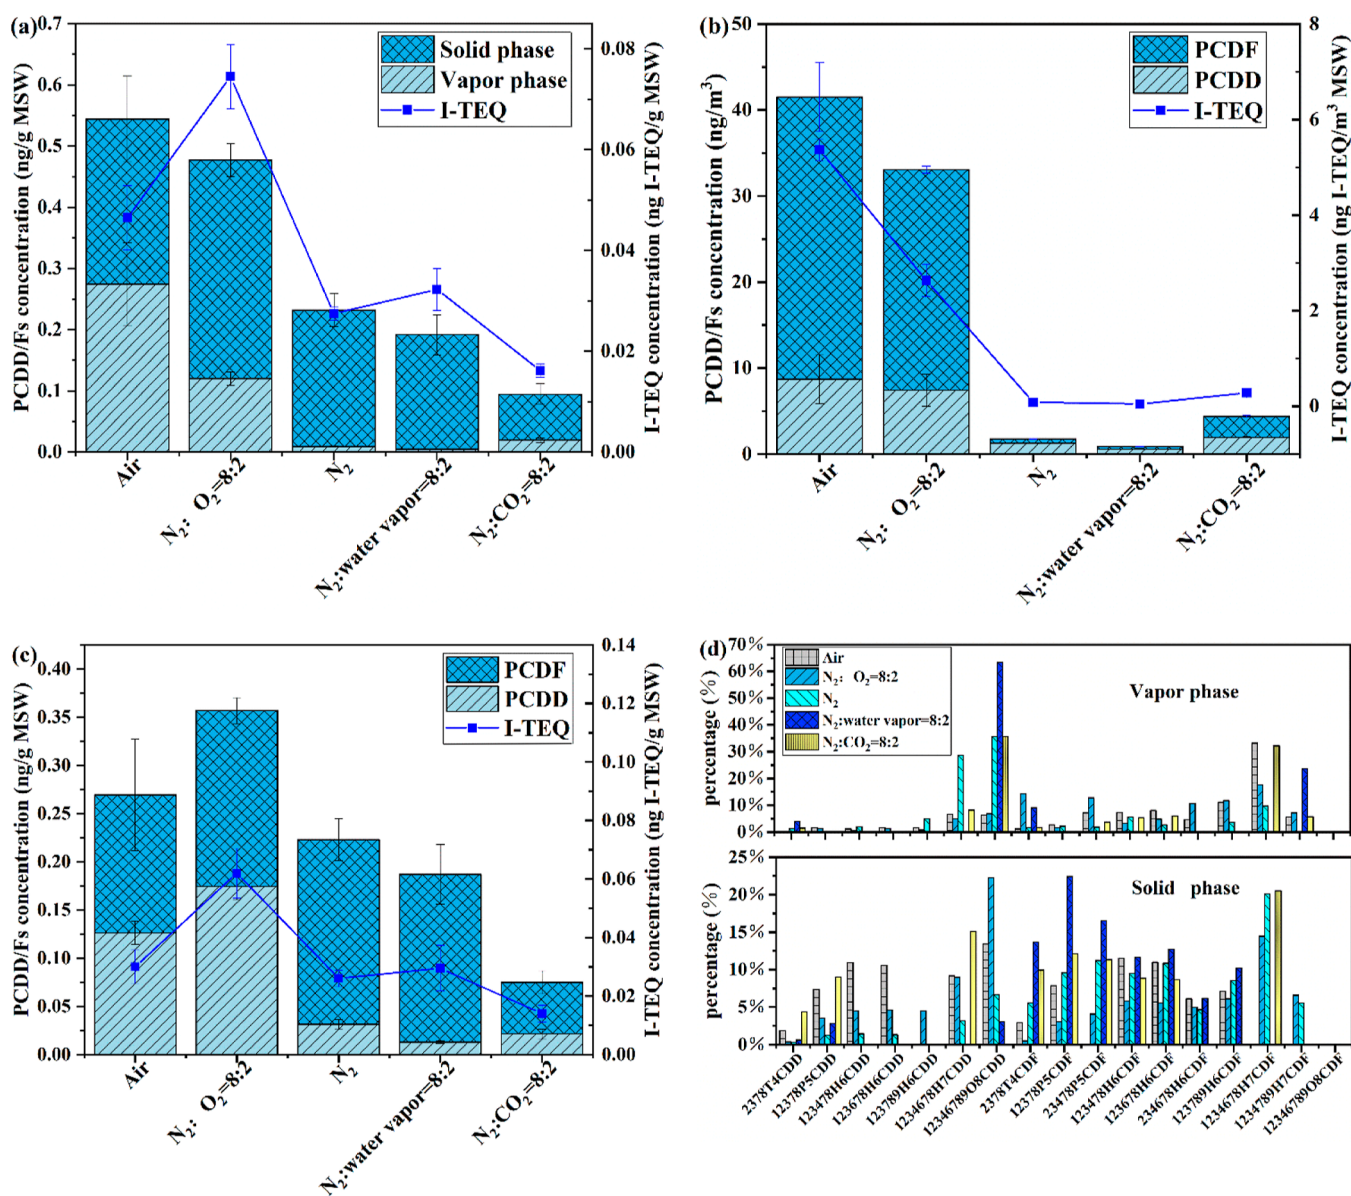 (a)
PCDD/Fs concentration (ng/g MSW)
0.7
0.6
0.5
0.4
0.3
0.2
0.1
0.0
Solid phase
Vapor phase
I-TEQ
0.08
0.06
0.04
0.02
0.00
I-TEQ concentration (ng I-TEQ/g MSW)
Air
N2: O2=8:2
N2
N2:water vapor=8:2
N2:CO2=8:2
(b)
PCDD/Fs concentration (ng/m3)
50
40
30
20
10
0
PCDF
PCDD
I-TEQ
8
6
4
2
0
I-TEQ concentration (ng I-TEQ/m3 MSW)
Air
N2: O2=8:2
N2
N2:water vapor=8:2
N2:CO2=8:2
(c)
PCDD/Fs concentration (ng/g MSW)
0.40
0.35
0.30
0.25
0.20
0.15
0.10
0.05
0.00
PCDF
PCDD
I-TEQ
0.14
0.12
0.10
0.08
0.06
0.04
0.02
0.00
I-TEQ concentration (ng I-TEQ/g MSW)
Air
N2: O2=8:2
N2
N2:water vapor=8:2
N2:CO2=8:2
(d)
percentage (%)
70%
60%
50%
40%
30%
20%
10%
0%
Air
N2: O2=8:2
N2
N2:water vapor=8:2
N2:CO2=8:2
Vapor phase
percentage (%)
25%
20%
15%
10%
5%
0%
Solid phase
2378T4CDD
12378P5CDD
123478H6CDD
123678H6CDD
123789H6CDD
1234678H7CDD
12346789O8CDD
2378T4CDF
12378P5CDF
23478P5CDF
123478H6CDF
123678H6CDF
234678H6CDF
123789H6CDF
1234678H7CDF
1234789H7CDF
12346789O8CDF